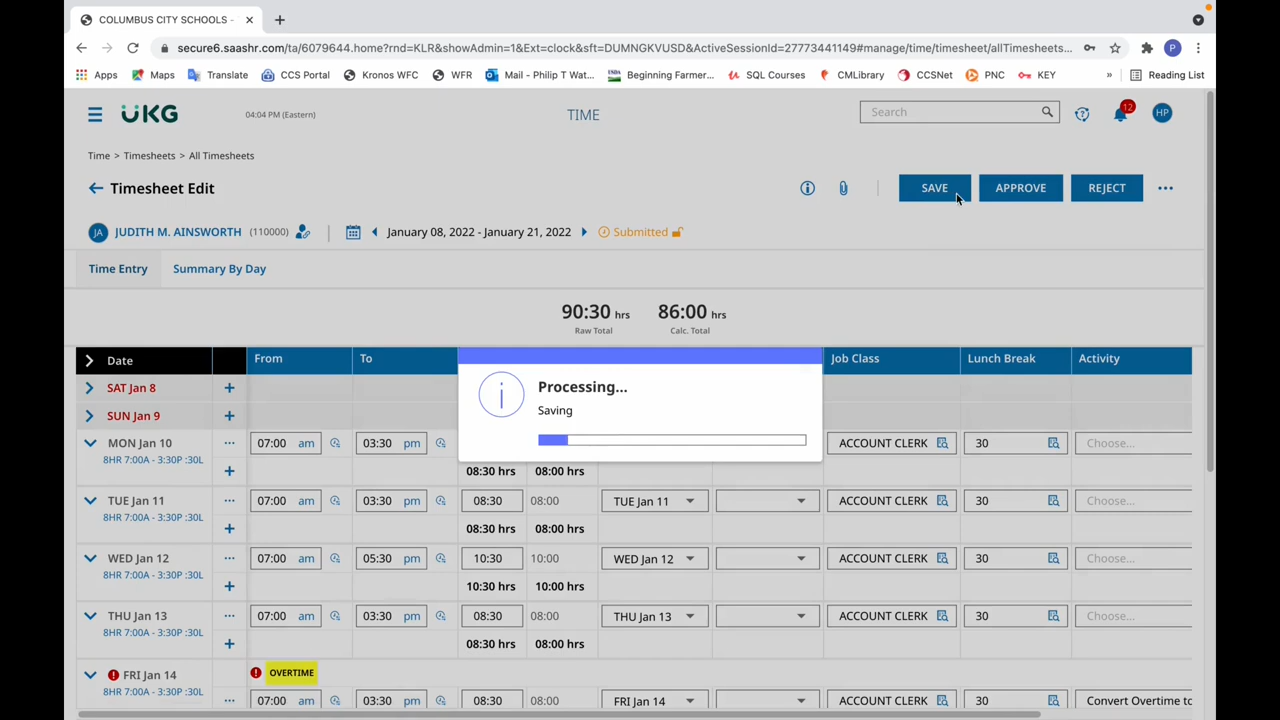 COLUMBUS CITY SCHOOLS -
secure6.saashr.com/ta/6079644.home?rnd=KLR&showAdmin=1&Ext=clock&sft=DUMNGKVUSD&ActiveSessionId=27773441149#manage/time/timesheet/allTimesheets...
P
Apps Maps Translate CCS Portal Kronos WFC WFR Mail - Philip T Wat... Beginning Farmer... SQL Courses CMLibrary CCSNet PNC KEY » Reading List
UKG 04:04 PM (Eastern) TIME Search 12 HP
Time > Timesheets > All Timesheets
Timesheet Edit SAVE APPROVE REJECT
JA JUDITH M. AINSWORTH (110000) January 08, 2022 - January 21, 2022 Submitted
Time Entry Summary By Day
90:30 hrs 86:00 hrs
Raw Total Calc. Total
Date From To Job Class Lunch Break Activity
Processing...
Saving
SAT Jan 8
SUN Jan 9
MON Jan 10 07:00 am 03:30 pm ACCOUNT CLERK 30 Choose...
8HR 7:00A - 3:30P :30L
08:30 hrs 08:00 hrs
TUE Jan 11 07:00 am 03:30 pm 08:30 08:00 TUE Jan 11 ACCOUNT CLERK 30 Choose...
8HR 7:00A - 3:30P :30L
08:30 hrs 08:00 hrs
WED Jan 12 07:00 am 05:30 pm 10:30 10:00 WED Jan 12 ACCOUNT CLERK 30 Choose...
8HR 7:00A - 3:30P :30L
10:30 hrs 10:00 hrs
THU Jan 13 07:00 am 03:30 pm 08:30 08:00 THU Jan 13 ACCOUNT CLERK 30 Choose...
8HR 7:00A - 3:30P :30L
08:30 hrs 08:00 hrs
FRI Jan 14 OVERTIME
8HR 7:00A - 3:30P :30L
07:00 am 03:30 pm 08:30 08:00 FRI Jan 14 ACCOUNT CLERK 30 Convert Overtime to